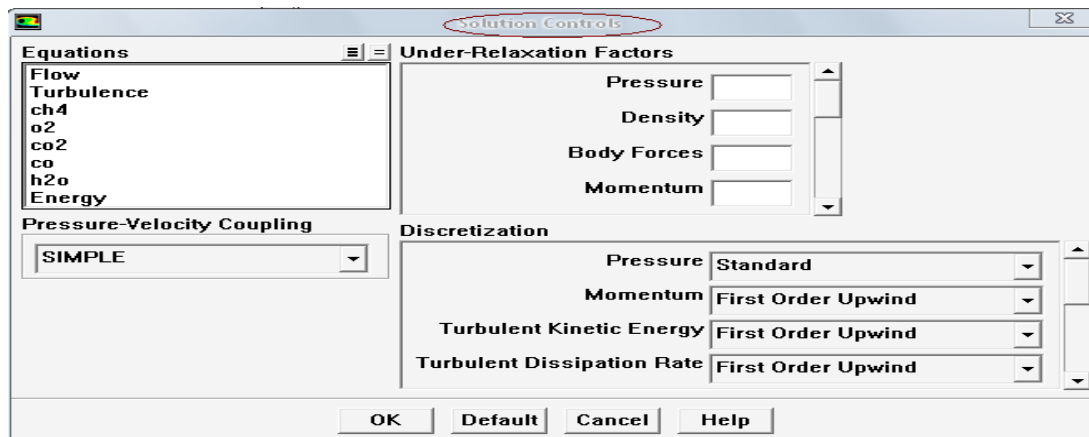 Solution Controls
Equations
Flow
Turbulence
ch4
o2
co2
co
h2o
Energy
Under-Relaxation Factors
Pressure
Density
Body Forces
Momentum
Pressure-Velocity Coupling
SIMPLE
Discretization
Pressure Standard
Momentum First Order Upwind
Turbulent Kinetic Energy First Order Upwind
Turbulent Dissipation Rate First Order Upwind
OK Default Cancel Help